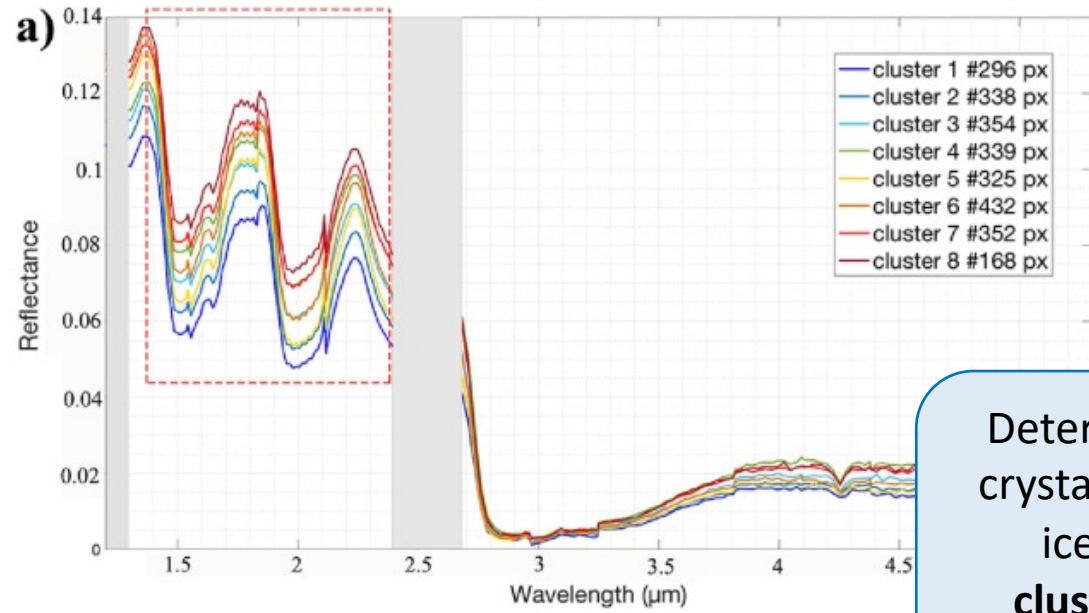 a)
0.14
0.12
0.1
0.08
0.06
0.04
0.02
0
Reflectance
1.5
2
2.5
3
3.5
4
4.5
Wavelength (µm)
cluster 1 #296 px
cluster 2 #338 px
cluster 3 #354 px
cluster 4 #339 px
cluster 5 #325 px
cluster 6 #432 px
cluster 7 #352 px
cluster 8 #168 px
Deter
crysta
ice
clus